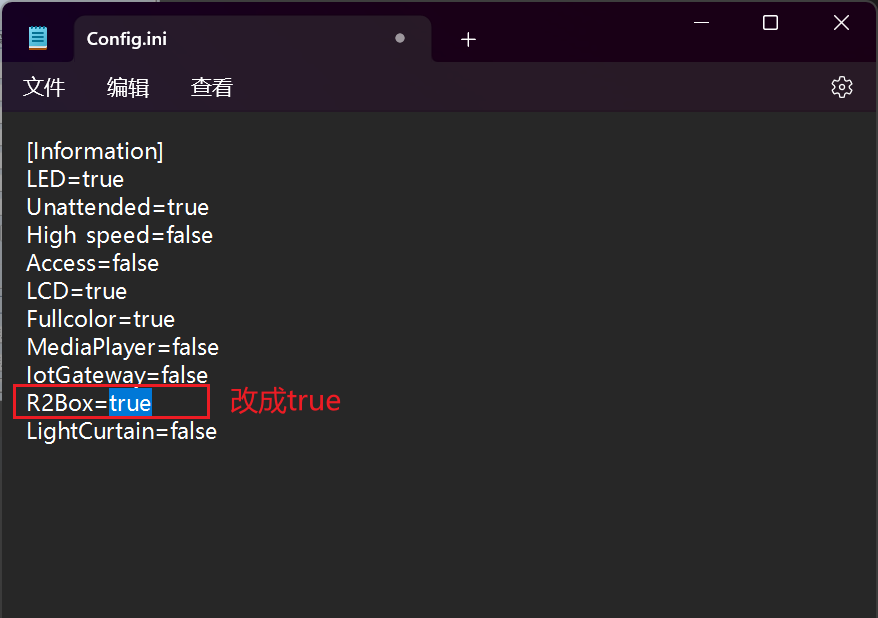 Config.ini
文件 编辑 查看
[Information]
LED=true
Unattended=true
High speed=false
Access=false
LCD=true
Fullcolor=true
MediaPlayer=false
IotGateway=false
R2Box=true 改成true
LightCurtain=false